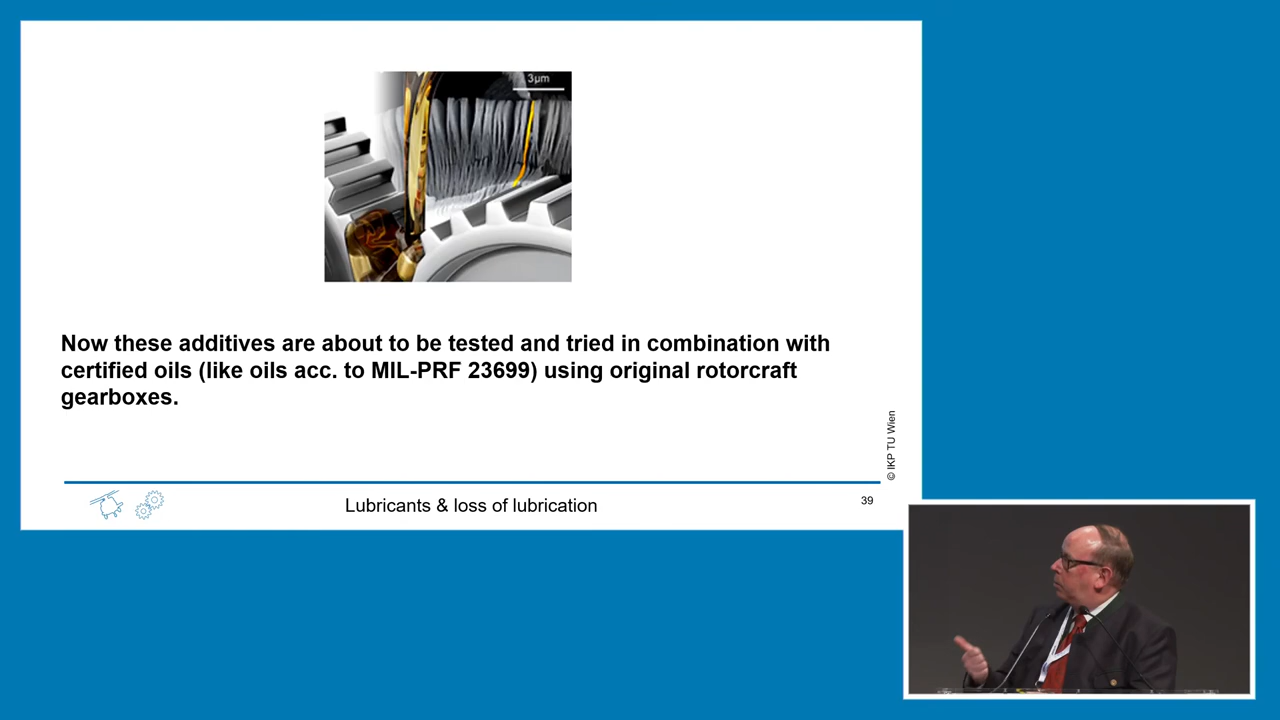 3µm
Now these additives are about to be tested and tried in combination with
certified oils (like oils acc. to MIL-PRF 23699) using original rotorcraft
gearboxes.
© IKP TU Wien
Lubricants & loss of lubrication
39